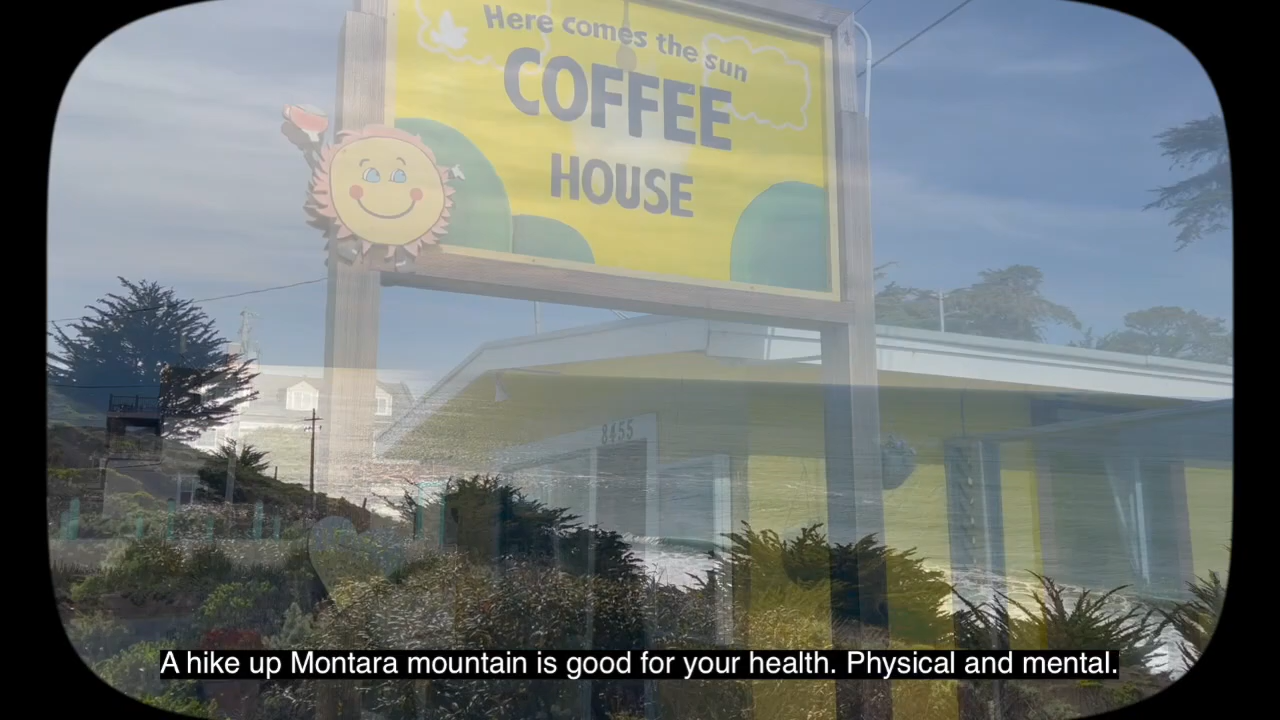 Here comes the sun
COFFEE
HOUSE
8455
A hike up Montara mountain is good for your health. Physical and mental.